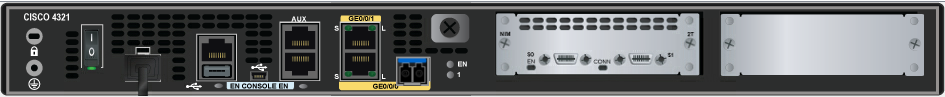 CISCO 4321
I
0
AUX
GE0/0/1
S L
S L
GE0/0/0
EN CONSOLE EN
EN
1
NIM 2T
S0 S1
EN CONN